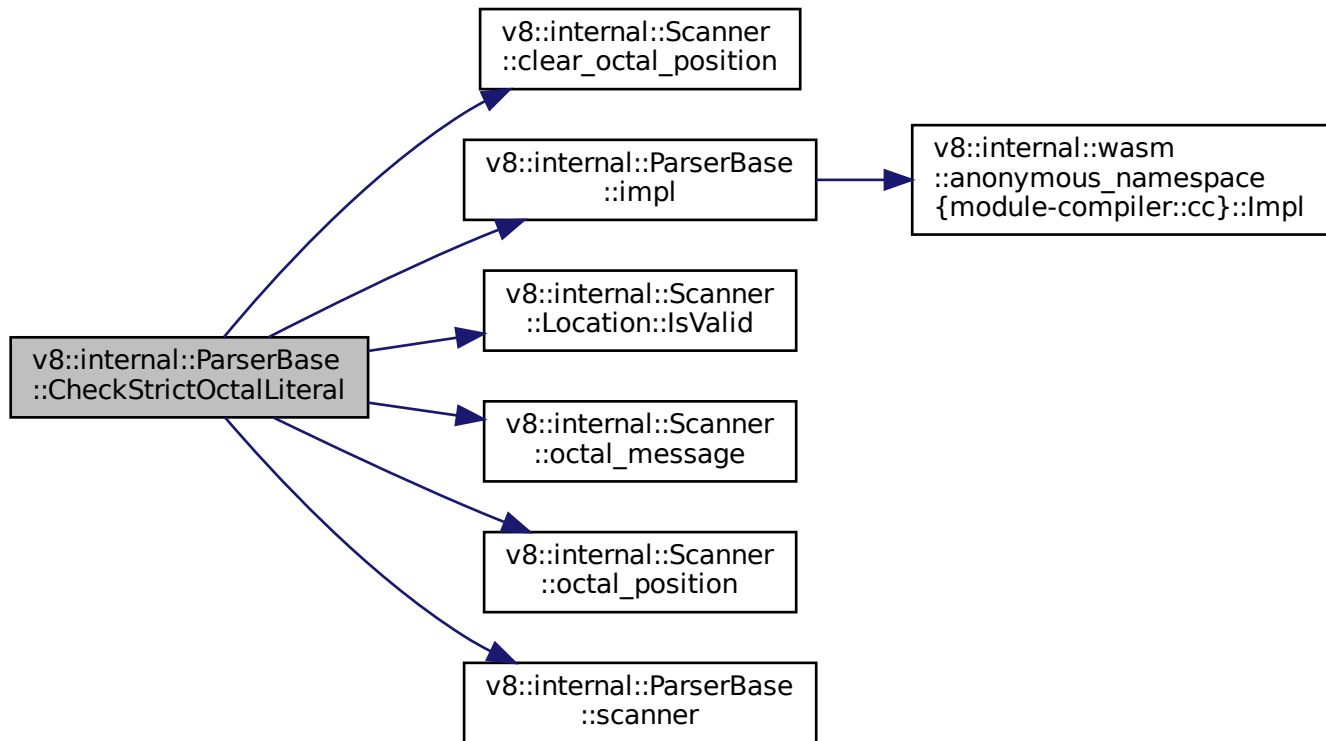 v8::internal::Scanner
::clear_octal_position
v8::internal::ParserBase
::impl
v8::internal::wasm
::anonymous_namespace
{module-compiler::cc}::Impl
v8::internal::Scanner
::Location::IsValid
v8::internal::ParserBase
::CheckStrictOctalLiteral
v8::internal::Scanner
::octal_message
v8::internal::Scanner
::octal_position
v8::internal::ParserBase
::scanner